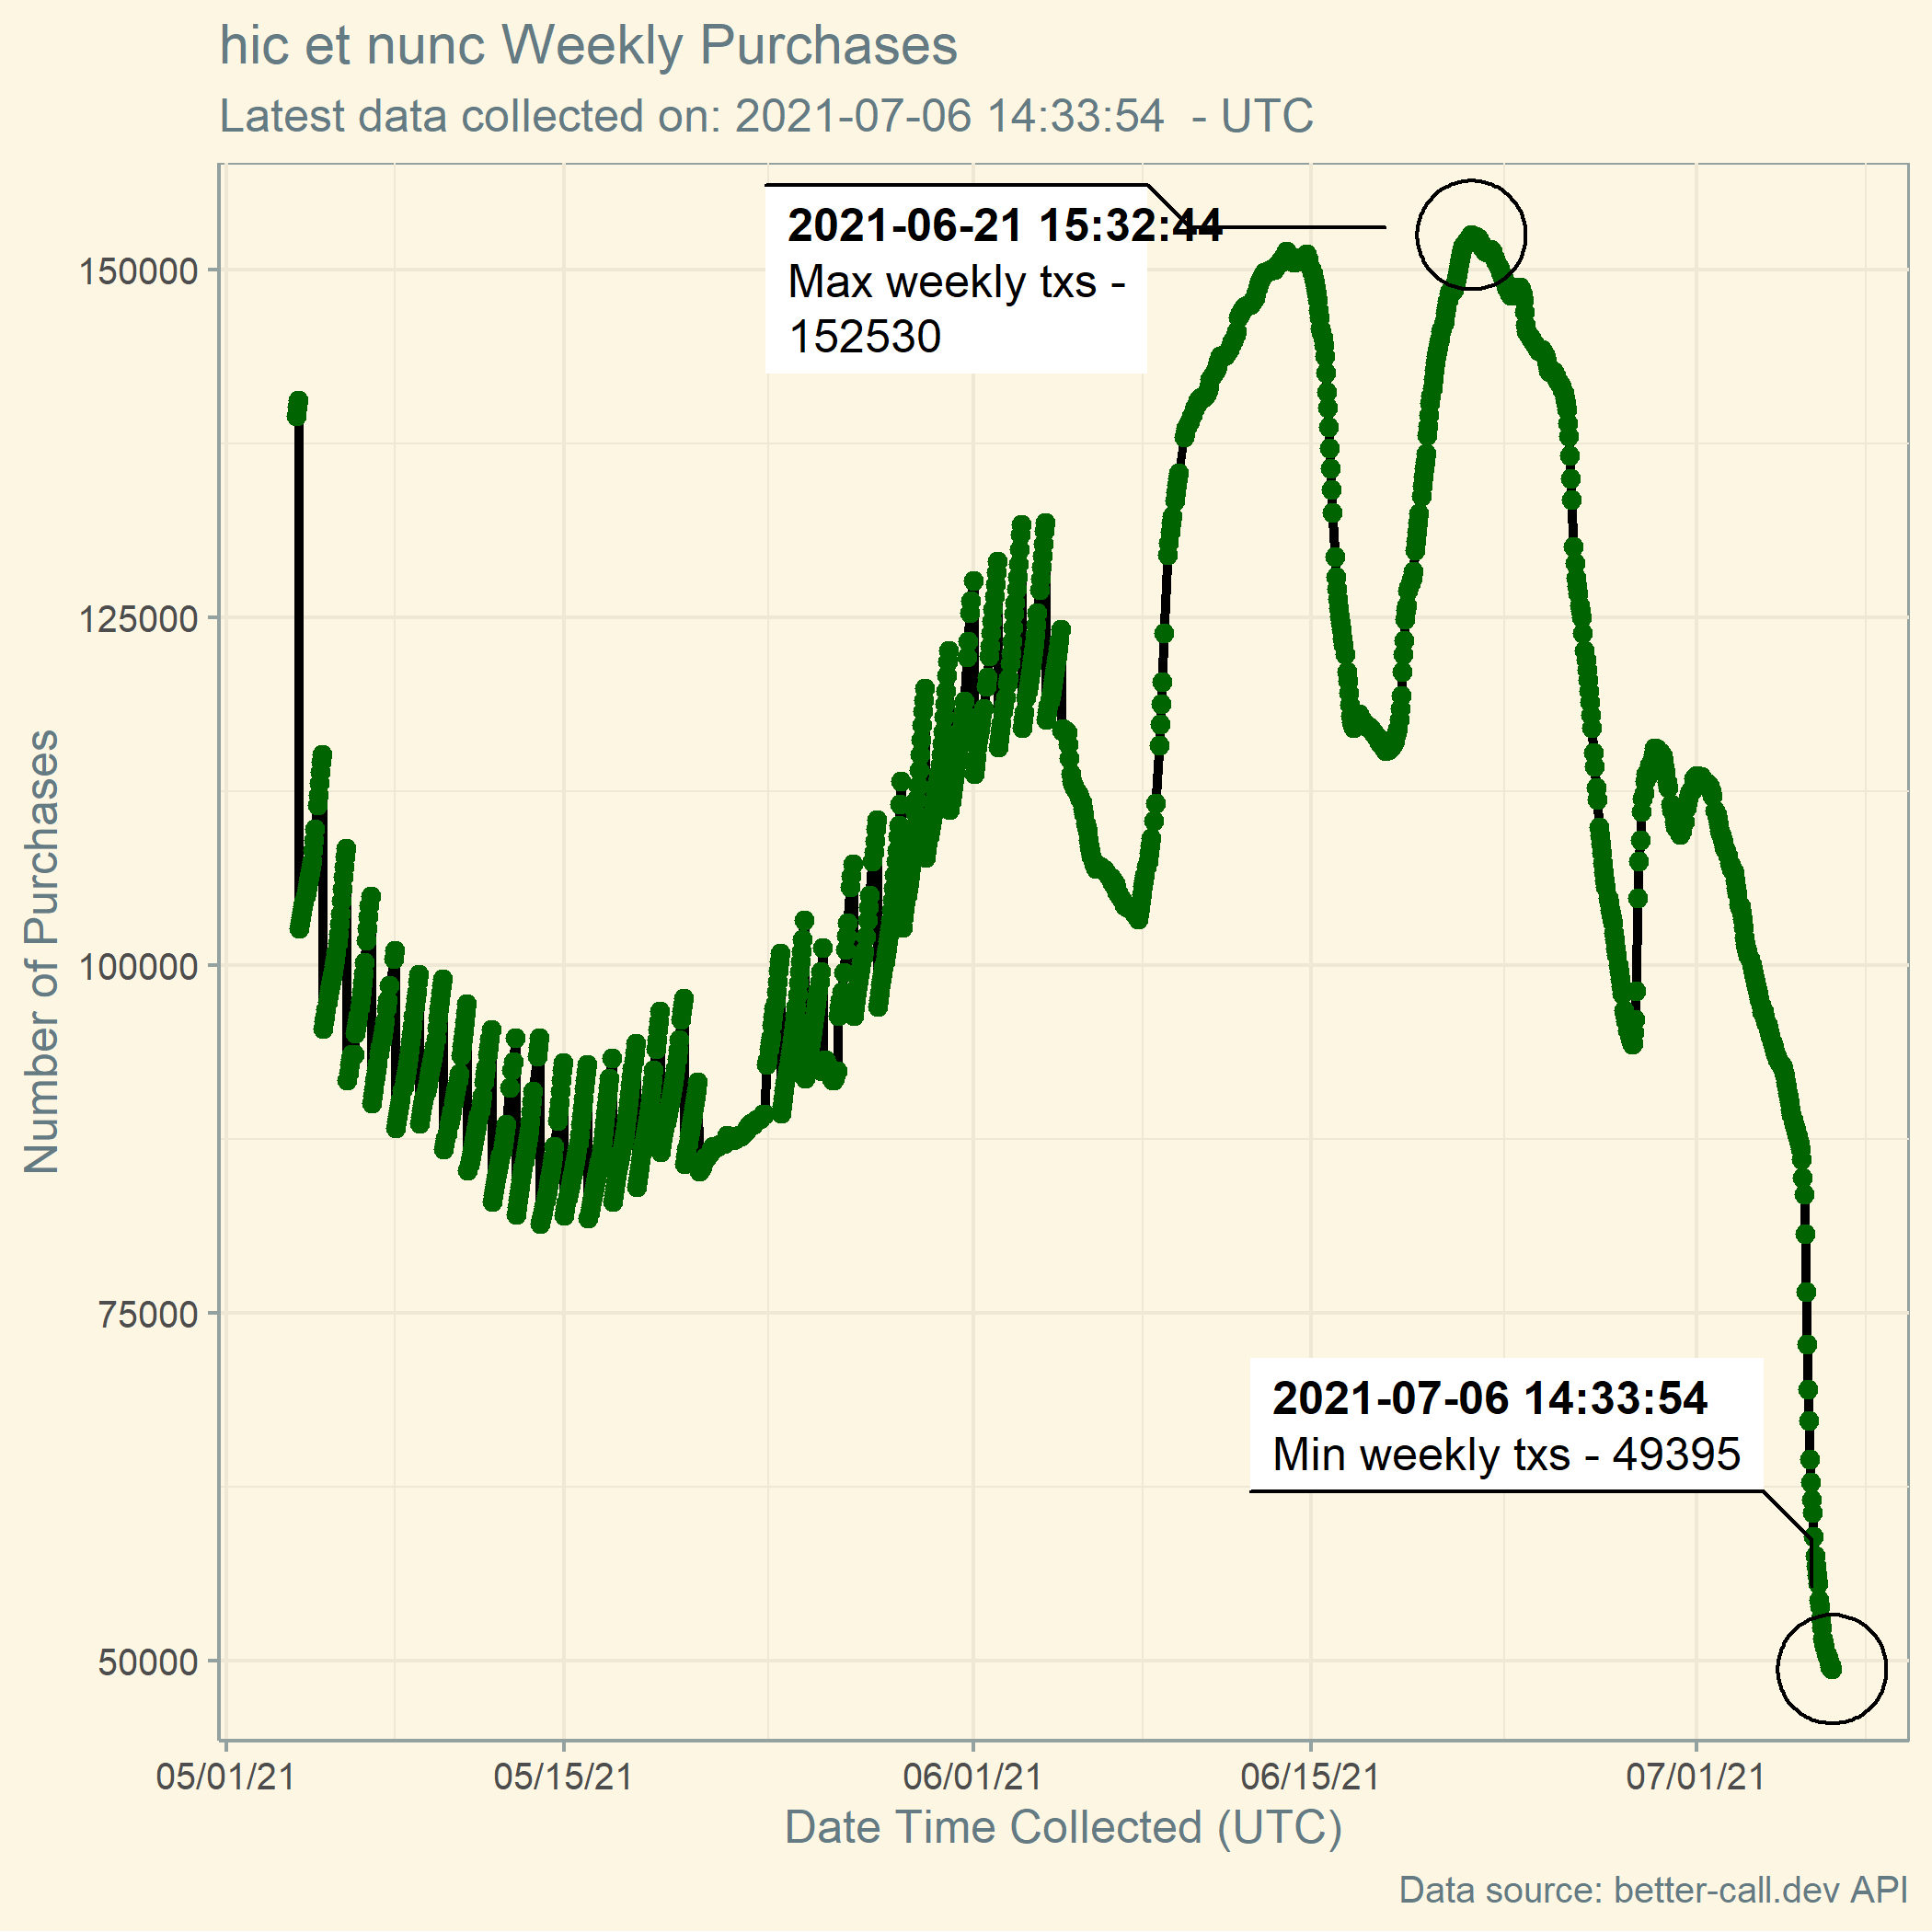 hic et nunc Weekly Purchases
Latest data collected on: 2021-07-06 14:33:54  - UTC
2021-06-21 15:32:44
Max weekly txs -
152530
150000
125000
100000
75000
50000
Number of Purchases
2021-07-06 14:33:54
Min weekly txs - 49395
05/01/21
05/15/21
06/01/21
06/15/21
07/01/21
Date Time Collected (UTC)
Data source: better-call.dev API